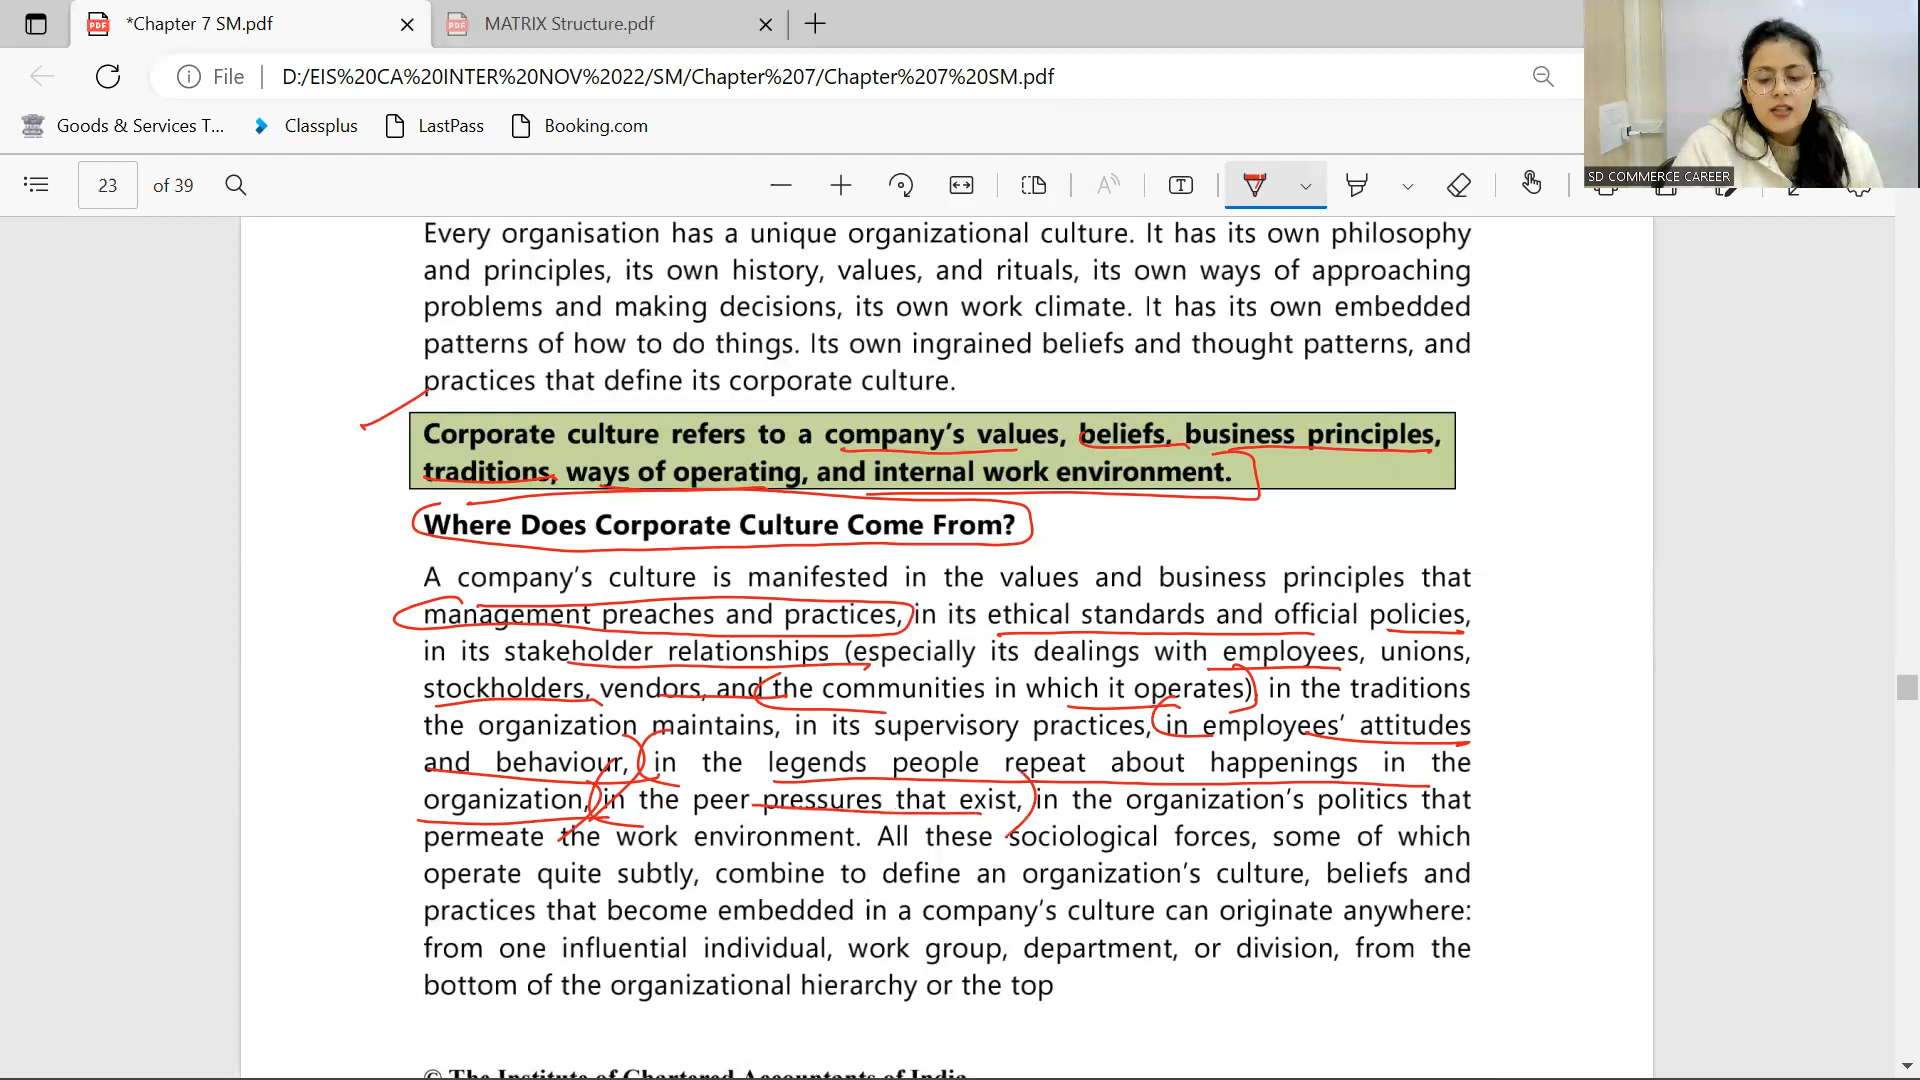 *Chapter 7 SM.pdf
MATRIX Structure.pdf
File
D:/EIS%20CA%20INTER%20NOV%2022/SM/Chapter%207/Chapter%207%20SM.pdf
Goods & Services T...
Classplus
LastPass
Booking.com
SD COMMERCE CAREER
23
of 39
Every organisation has a unique organizational culture. It has its own philosophy
and principles, its own history, values, and rituals, its own ways of approaching
problems and making decisions, its own work climate. It has its own embedded
patterns of how to do things. Its own ingrained beliefs and thought patterns, and
practices that define its corporate culture.
Corporate culture refers to a company’s values, beliefs, business principles,
traditions, ways of operating, and internal work environment.
Where Does Corporate Culture Come From?
A company’s culture is manifested in the values and business principles that
management preaches and practices, in its ethical standards and official policies,
in its stakeholder relationships (especially its dealings with employees, unions,
stockholders, vendors, and the communities in which it operates), in the traditions
the organization maintains, in its supervisory practices, in employees’ attitudes
and behaviour, in the legends people repeat about happenings in the
organization, in the peer pressures that exist, in the organization’s politics that
permeate the work environment. All these sociological forces, some of which
operate quite subtly, combine to define an organization’s culture, beliefs and
practices that become embedded in a company’s culture can originate anywhere:
from one influential individual, work group, department, or division, from the
bottom of the organizational hierarchy or the top
© The Institute of Chartered Accountants of India